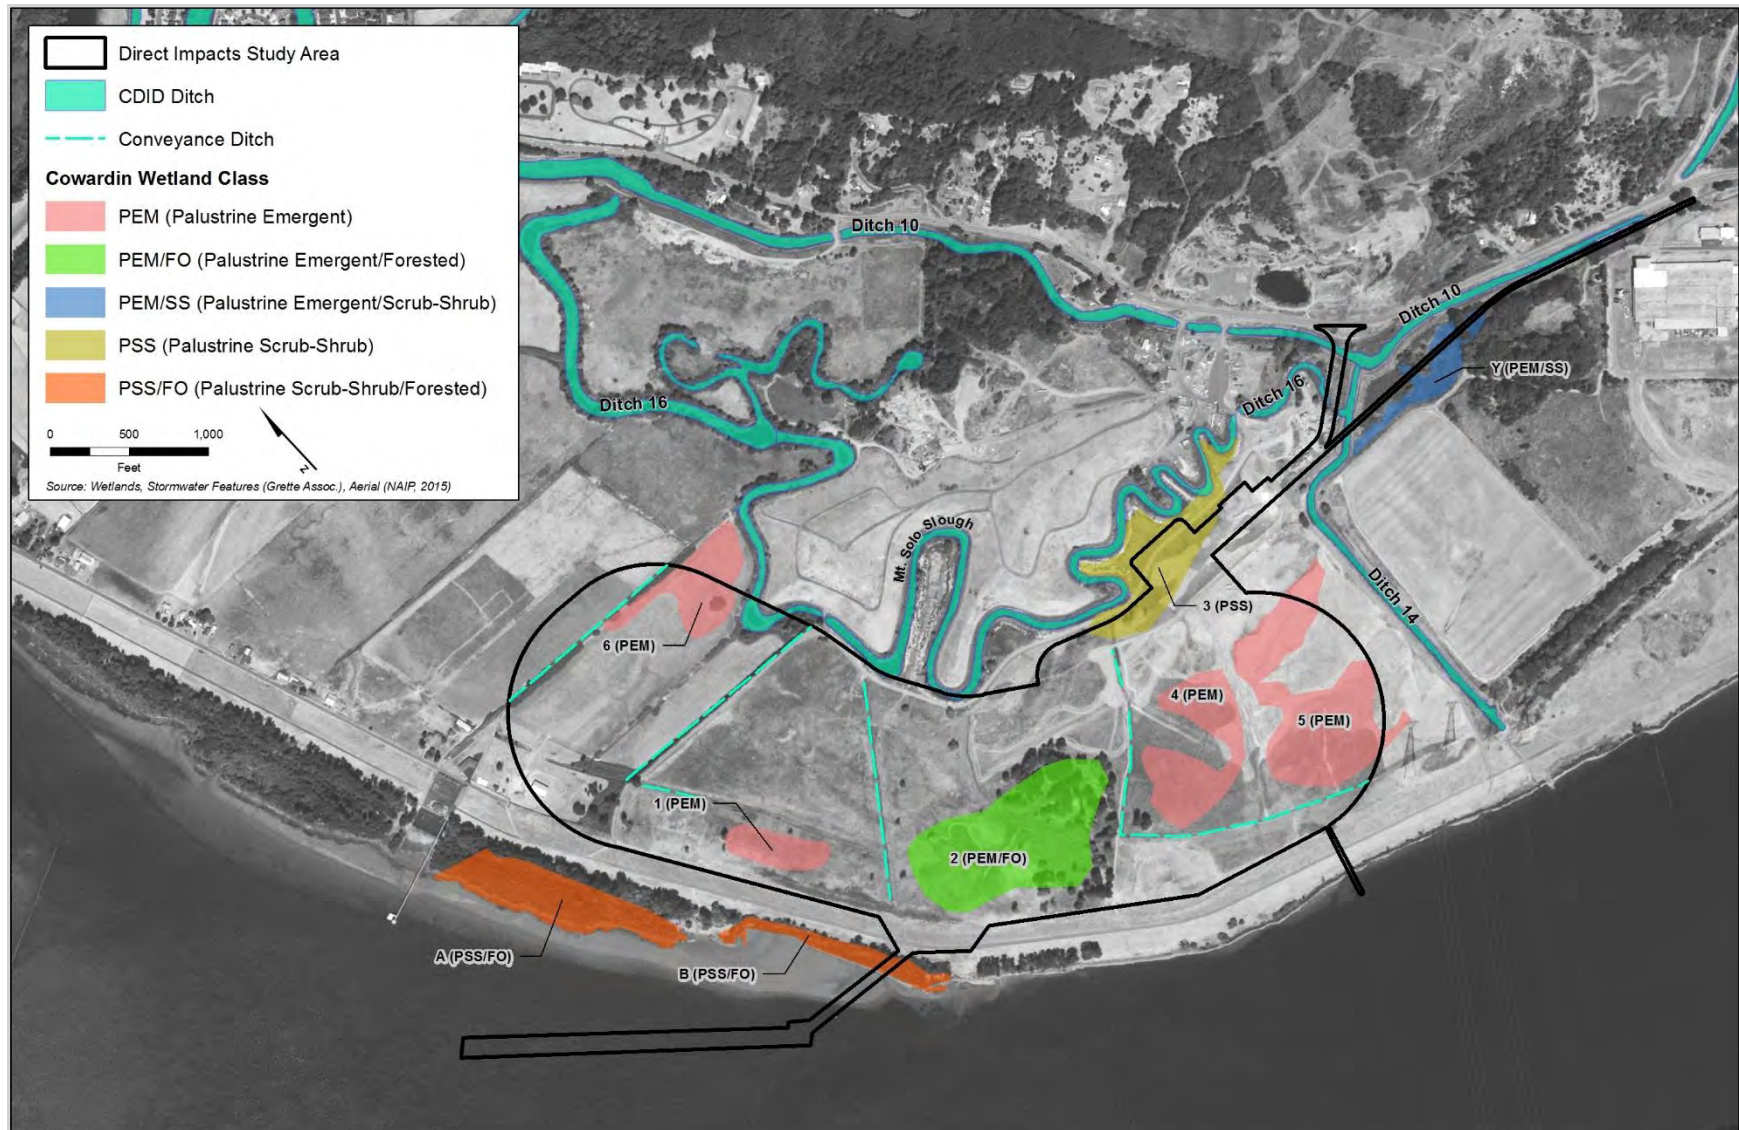 Direct Impacts Study Area
CDID Ditch
Conveyance Ditch
Cowardin Wetland Class
PEM (Palustrine Emergent)
PEM/FO (Palustrine Emergent/Forested)
PEM/SS (Palustrine Emergent/Scrub-Shrub)
PSS (Palustrine Scrub-Shrub)
PSS/FO (Palustrine Scrub-Shrub/Forested)
0 500 1,000
Feet
z
Source: Wetlands, Stormwater Features (Grette Assoc.), Aerial (NAIP, 2015)
Ditch 10
Ditch 10
Y (PEM/SS)
Ditch 16
Ditch 16
Mt. Solo Slough
Ditch 14
3 (PSS)
6 (PEM)
4 (PEM)
5 (PEM)
1 (PEM)
2 (PEM/FO)
A (PSS/FO)
B (PSS/FO)